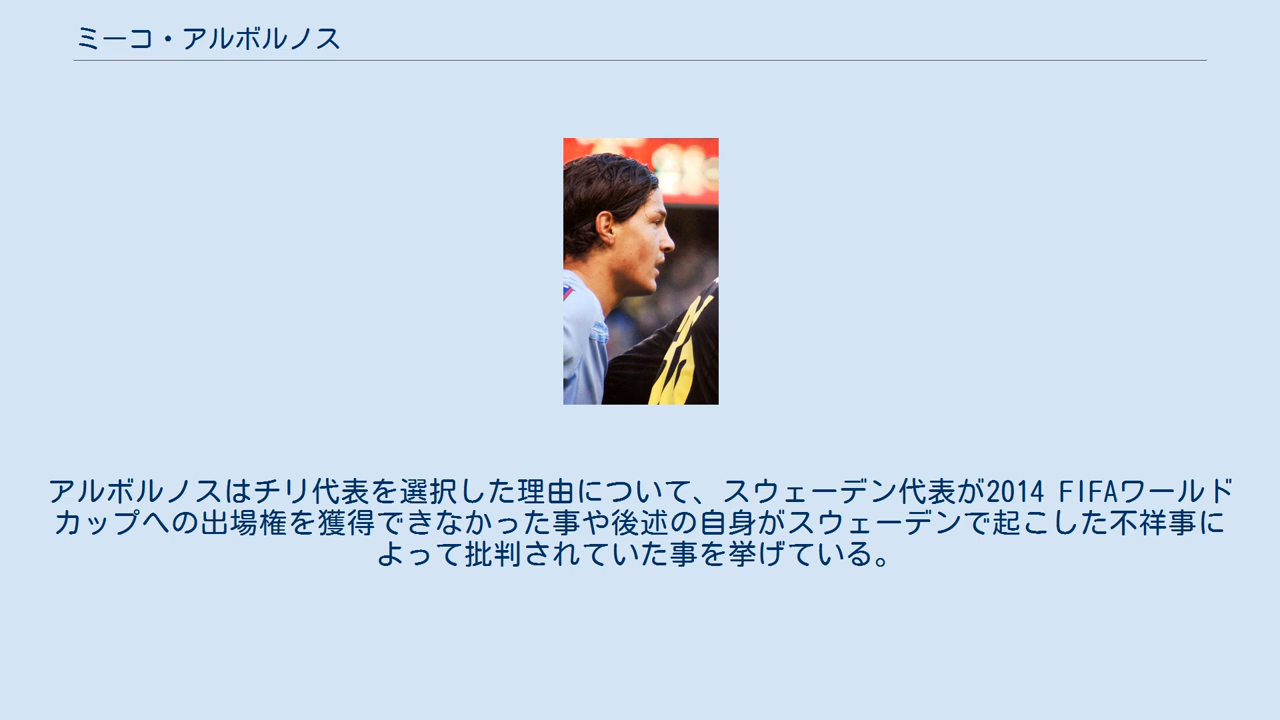 ミーコ・アルボルノス
アルボルノスはチリ代表を選択した理由について、スウェーデン代表が2014 FIFAワールド
カップへの出場権を獲得できなかった事や後述の自身がスウェーデンで起こした不祥事に
よって批判されていた事を挙げている。